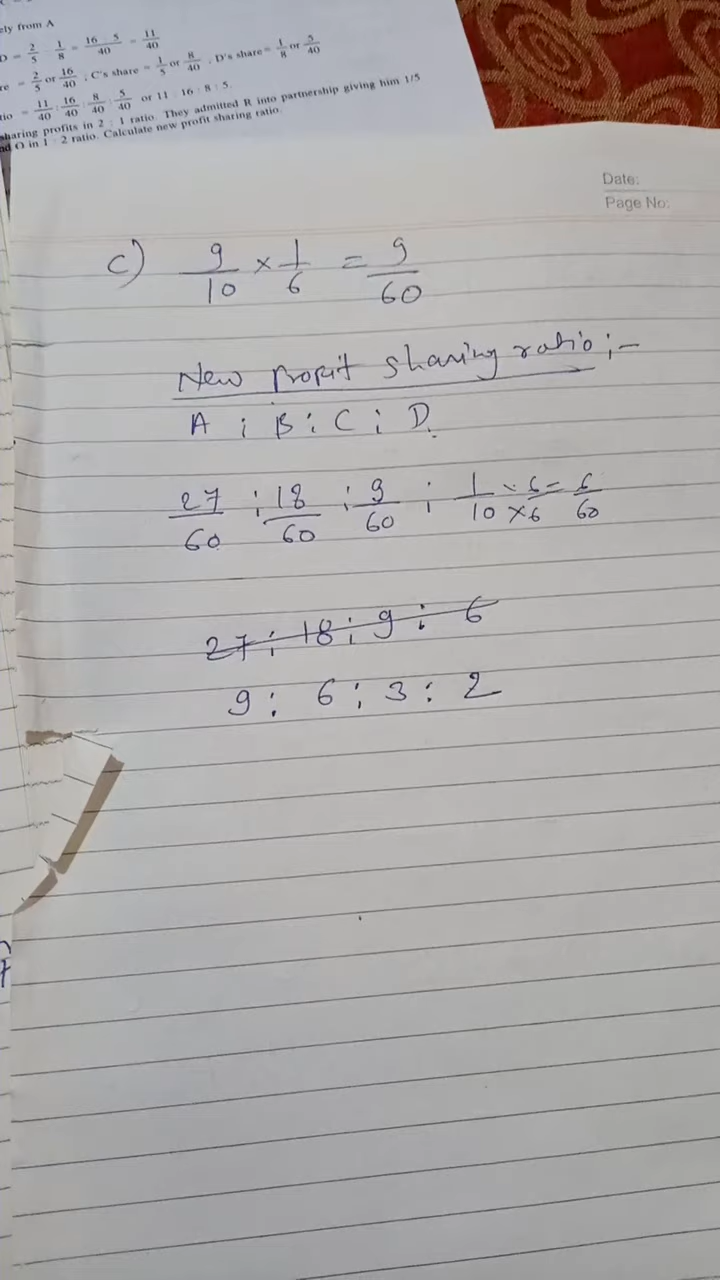 ely from A
D = 2/5 - 1/8 = 16 - 5/40 = 11/40
re = 2/5 or 16/40 ; C's share = 1/5 or 8/40 , D's share = 1/8 or 5/40
tio = 11/40 : 16/40 : 8/40 : 5/40 or 11 : 16 : 8 : 5.
sharing profits in 2 : 1 ratio. They admitted R into partnership giving him 1/5
nd Q in 1 : 2 ratio. Calculate new profit sharing ratio.
Date:
Page No:
c) 9/10 × 1/6 = 9/60
New Profit sharing ratio ;-
A : B : C : D.
27/60 : 18/60 : 9/60 : 1/10 × 6/×6 = 6/60
27 : 18 : 9 : 6
9 : 6 : 3 : 2